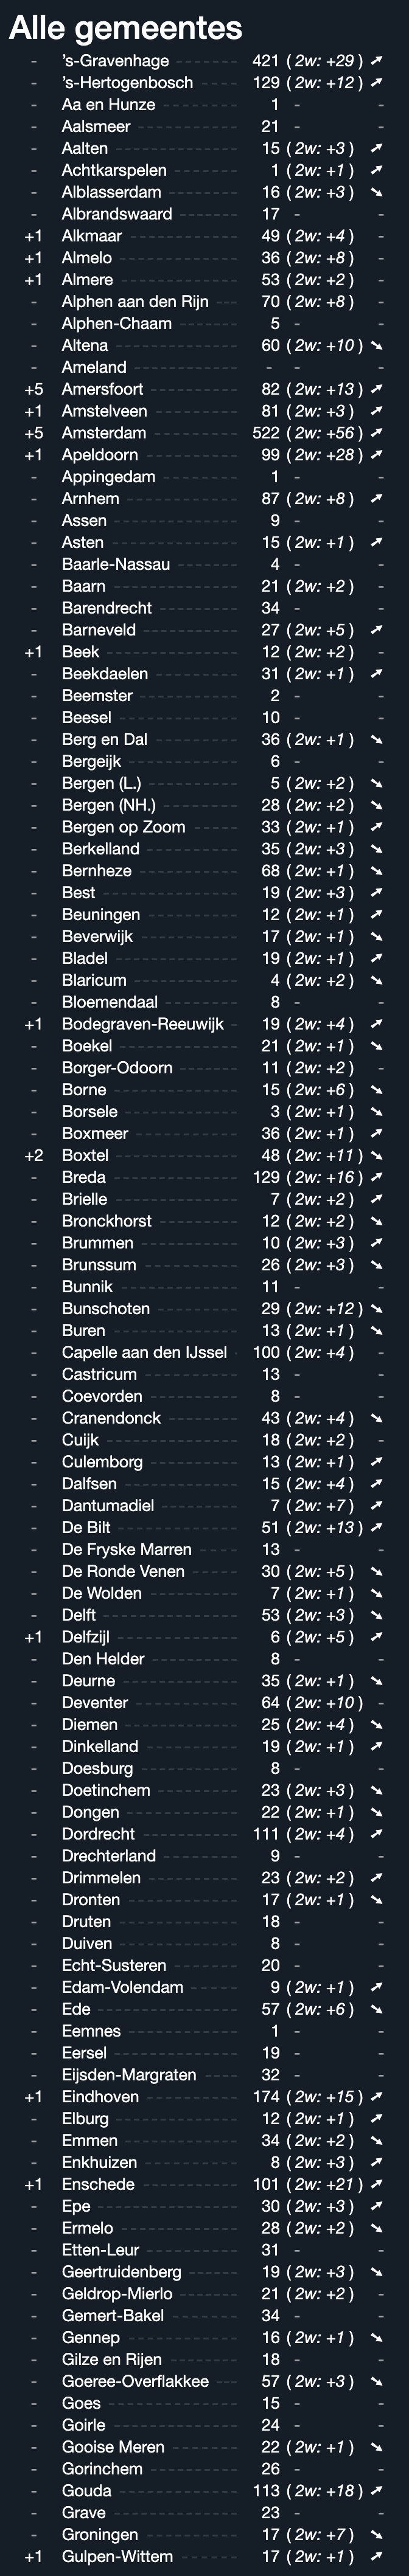 Alle gemeentes
- 's-Gravenhage 421 ( 2w: +29 ) ➚
- 's-Hertogenbosch 129 ( 2w: +12 ) ➚
- Aa en Hunze 1 - -
- Aalsmeer 21 - -
- Aalten 15 ( 2w: +3 ) ➚
- Achtkarspelen 1 ( 2w: +1 ) ➚
- Alblasserdam 16 ( 2w: +3 ) ➘
- Albrandswaard 17 - -
+1 Alkmaar 49 ( 2w: +4 ) -
+1 Almelo 36 ( 2w: +8 ) -
+1 Almere 53 ( 2w: +2 ) -
- Alphen aan den Rijn 70 ( 2w: +8 ) -
- Alphen-Chaam 5 - -
- Altena 60 ( 2w: +10 ) ➘
- Ameland - - -
+5 Amersfoort 82 ( 2w: +13 ) ➚
+1 Amstelveen 81 ( 2w: +3 ) ➚
+5 Amsterdam 522 ( 2w: +56 ) ➚
+1 Apeldoorn 99 ( 2w: +28 ) ➚
- Appingedam 1 - -
- Arnhem 87 ( 2w: +8 ) ➚
- Assen 9 - -
- Asten 15 ( 2w: +1 ) ➚
- Baarle-Nassau 4 - -
- Baarn 21 ( 2w: +2 ) -
- Barendrecht 34 - -
- Barneveld 27 ( 2w: +5 ) ➚
+1 Beek 12 ( 2w: +2 ) -
- Beekdaelen 31 ( 2w: +1 ) ➚
- Beemster 2 - -
- Beesel 10 - -
- Berg en Dal 36 ( 2w: +1 ) ➘
- Bergeijk 6 - -
- Bergen (L.) 5 ( 2w: +2 ) ➘
- Bergen (NH.) 28 ( 2w: +2 ) ➘
- Bergen op Zoom 33 ( 2w: +1 ) ➚
- Berkelland 35 ( 2w: +3 ) ➘
- Bernheze 68 ( 2w: +1 ) ➘
- Best 19 ( 2w: +3 ) ➚
- Beuningen 12 ( 2w: +1 ) ➚
- Beverwijk 17 ( 2w: +1 ) ➘
- Bladel 19 ( 2w: +1 ) ➚
- Blaricum 4 ( 2w: +2 ) ➘
- Bloemendaal 8 - -
+1 Bodegraven-Reeuwijk 19 ( 2w: +4 ) ➚
- Boekel 21 ( 2w: +1 ) ➘
- Borger-Odoorn 11 ( 2w: +2 ) -
- Borne 15 ( 2w: +6 ) ➘
- Borsele 3 ( 2w: +1 ) ➘
- Boxmeer 36 ( 2w: +1 ) ➚
+2 Boxtel 48 ( 2w: +11 ) ➘
- Breda 129 ( 2w: +16 ) ➚
- Brielle 7 ( 2w: +2 ) ➚
- Bronckhorst 12 ( 2w: +2 ) ➘
- Brummen 10 ( 2w: +3 ) ➚
- Brunssum 26 ( 2w: +3 ) ➘
- Bunnik 11 - -
- Bunschoten 29 ( 2w: +12 ) ➘
- Buren 13 ( 2w: +1 ) ➘
- Capelle aan den IJssel 100 ( 2w: +4 ) -
- Castricum 13 - -
- Coevorden 8 - -
- Cranendonck 43 ( 2w: +4 ) ➘
- Cuijk 18 ( 2w: +2 ) -
- Culemborg 13 ( 2w: +1 ) ➚
- Dalfsen 15 ( 2w: +4 ) ➚
- Dantumadiel 7 ( 2w: +7 ) ➚
- De Bilt 51 ( 2w: +13 ) ➚
- De Fryske Marren 13 - -
- De Ronde Venen 30 ( 2w: +5 ) ➘
- De Wolden 7 ( 2w: +1 ) ➘
- Delft 53 ( 2w: +3 ) ➘
+1 Delfzijl 6 ( 2w: +5 ) ➚
- Den Helder 8 - -
- Deurne 35 ( 2w: +1 ) ➘
- Deventer 64 ( 2w: +10 ) -
- Diemen 25 ( 2w: +4 ) ➘
- Dinkelland 19 ( 2w: +1 ) ➚
- Doesburg 8 - -
- Doetinchem 23 ( 2w: +3 ) ➘
- Dongen 22 ( 2w: +1 ) ➘
- Dordrecht 111 ( 2w: +4 ) ➚
- Drechterland 9 - -
- Drimmelen 23 ( 2w: +2 ) ➚
- Dronten 17 ( 2w: +1 ) ➘
- Druten 18 - -
- Duiven 8 - -
- Echt-Susteren 20 - -
- Edam-Volendam 9 ( 2w: +1 ) ➚
- Ede 57 ( 2w: +6 ) ➘
- Eemnes 1 - -
- Eersel 19 - -
- Eijsden-Margraten 32 - -
+1 Eindhoven 174 ( 2w: +15 ) ➚
- Elburg 12 ( 2w: +1 ) ➚
- Emmen 34 ( 2w: +2 ) ➘
- Enkhuizen 8 ( 2w: +3 ) ➚
+1 Enschede 101 ( 2w: +21 ) ➚
- Epe 30 ( 2w: +3 ) ➚
- Ermelo 28 ( 2w: +2 ) ➘
- Etten-Leur 31 - -
- Geertruidenberg 19 ( 2w: +3 ) ➘
- Geldrop-Mierlo 21 ( 2w: +2 ) -
- Gemert-Bakel 34 - -
- Gennep 16 ( 2w: +1 ) ➘
- Gilze en Rijen 18 - -
- Goeree-Overflakkee 57 ( 2w: +3 ) ➘
- Goes 15 - -
- Goirle 24 - -
- Gooise Meren 22 ( 2w: +1 ) ➘
- Gorinchem 26 - -
- Gouda 113 ( 2w: +18 ) ➚
- Grave 23 - -
- Groningen 17 ( 2w: +7 ) ➘
+1 Gulpen-Wittem 17 ( 2w: +1 ) ➚